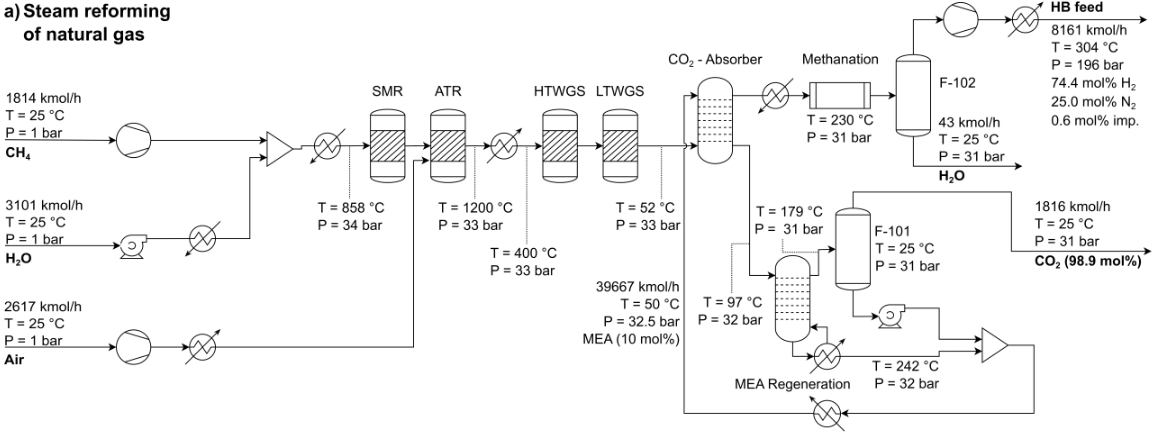 a) Steam reforming
of natural gas
1814 kmol/h
T = 25 °C
P = 1 bar
CH₄
3101 kmol/h
T = 25 °C
P = 1 bar
H₂O
2617 kmol/h
T = 25 °C
P = 1 bar
Air
SMR
ATR
HTWGS
LTWGS
T = 858 °C
P = 34 bar
T = 1200 °C
P = 33 bar
T = 400 °C
P = 33 bar
T = 52 °C
P = 33 bar
CO₂ - Absorber
Methanation
T = 230 °C
P = 31 bar
F-102
HB feed
8161 kmol/h
T = 304 °C
P = 196 bar
74.4 mol% H₂
25.0 mol% N₂
0.6 mol% imp.
43 kmol/h
T = 25 °C
P = 31 bar
H₂O
T = 179 °C
P = 31 bar
F-101
T = 25 °C
P = 31 bar
1816 kmol/h
T = 25 °C
P = 31 bar
CO₂ (98.9 mol%)
39667 kmol/h
T = 50 °C
P = 32.5 bar
MEA (10 mol%)
T = 97 °C
P = 32 bar
T = 242 °C
P = 32 bar
MEA Regeneration